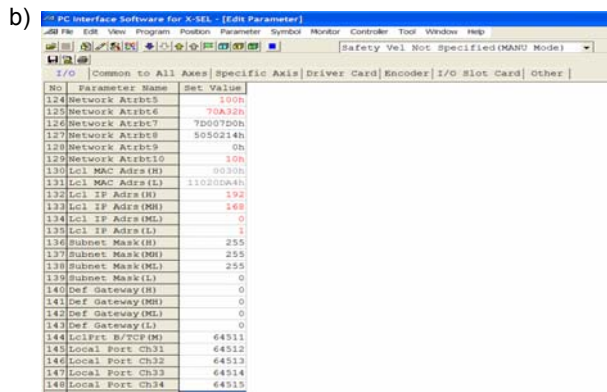 b)
PC Interface Software for X-SEL - [Edit Parameter]
File Edit View Program Position Parameter Symbol Monitor Controller Tool Window Help
Safety Vel Not Specified(MANU Mode)
I/O Common to All Axes Specific Axis Driver Card Encoder I/O Slot Card Other
No Parameter Name Set Value
124 Network Atrbt5 100h
125 Network Atrbt6 70A32h
126 Network Atrbt7 7D007D0h
127 Network Atrbt8 5050214h
128 Network Atrbt9 0h
129 Network Atrbt10 10h
130 Lcl MAC Adrs(H) 0030h
131 Lcl MAC Adrs(L) 11020DA4h
132 Lcl IP Adrs(H) 192
133 Lcl IP Adrs(MH) 168
134 Lcl IP Adrs(ML) 0
135 Lcl IP Adrs(L) 1
136 Subnet Mask(H) 255
137 Subnet Mask(MH) 255
138 Subnet Mask(ML) 255
139 Subnet Mask(L) 0
140 Def Gateway(H) 0
141 Def Gateway(MH) 0
142 Def Gateway(ML) 0
143 Def Gateway(L) 0
144 LclPrt B/TCP(M) 64511
145 Local Port Ch31 64512
146 Local Port Ch32 64513
147 Local Port Ch33 64514
148 Local Port Ch34 64515